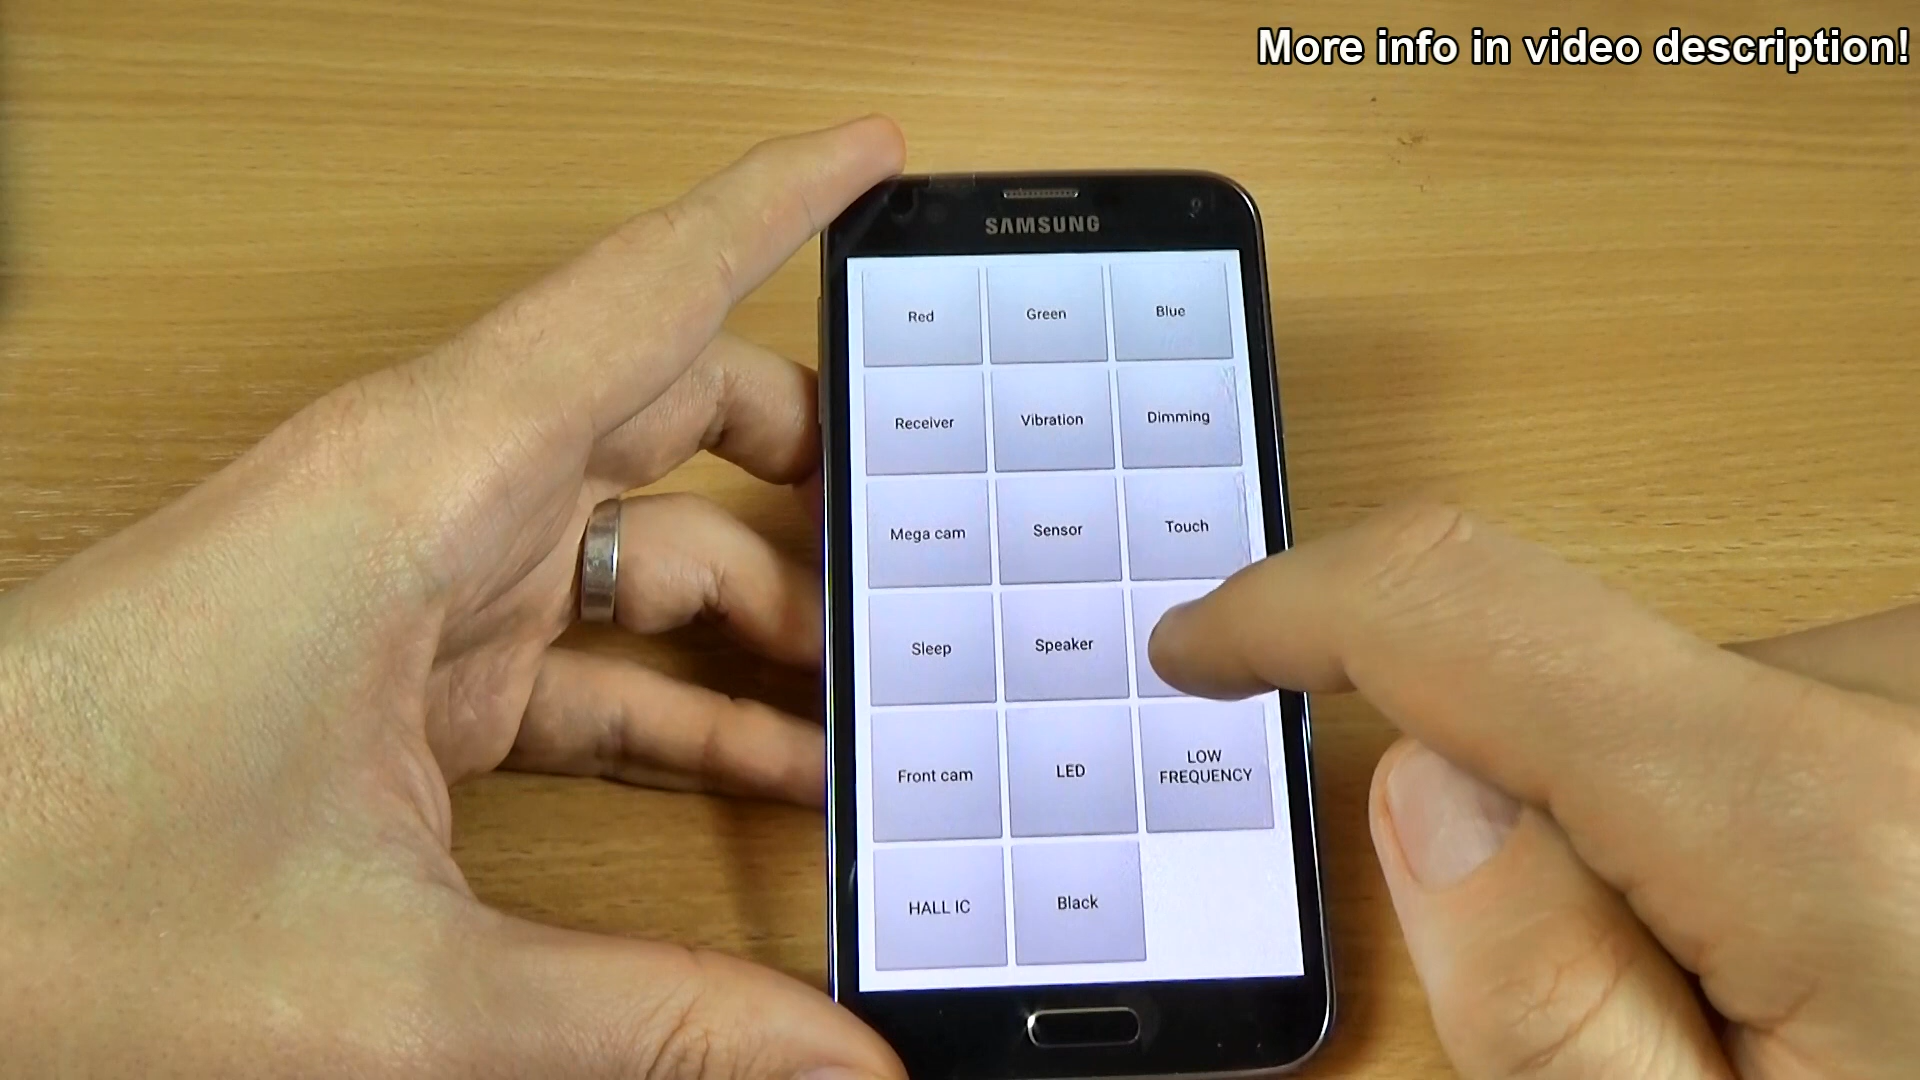 More info in video description!
SAMSUNG
Red
Green
Blue
Receiver
Vibration
Dimming
Mega cam
Sensor
Touch
Sleep
Speaker
Front cam
LED
LOW
FREQUENCY
HALL IC
Black